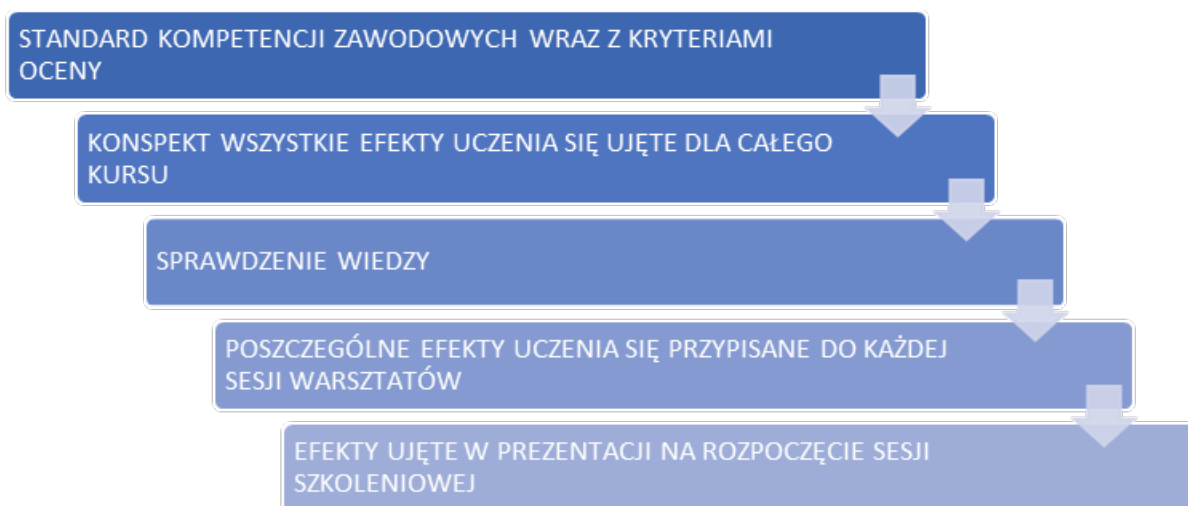 STANDARD KOMPETENCJI ZAWODOWYCH WRAZ Z KRYTERIAMI
OCENY
KONSPEKT WSZYSTKIE EFEKTY UCZENIA SIĘ UJĘTE DLA CAŁEGO
KURSU
SPRAWDZENIE WIEDZY
POSZCZEGÓLNE EFEKTY UCZENIA SIĘ PRZYPISANE DO KAŻDEJ
SESJI WARSZTATÓW
EFEKTY UJĘTE W PREZENTACJI NA ROZPOCZĘCIE SESJI
SZKOLENIOWEJ